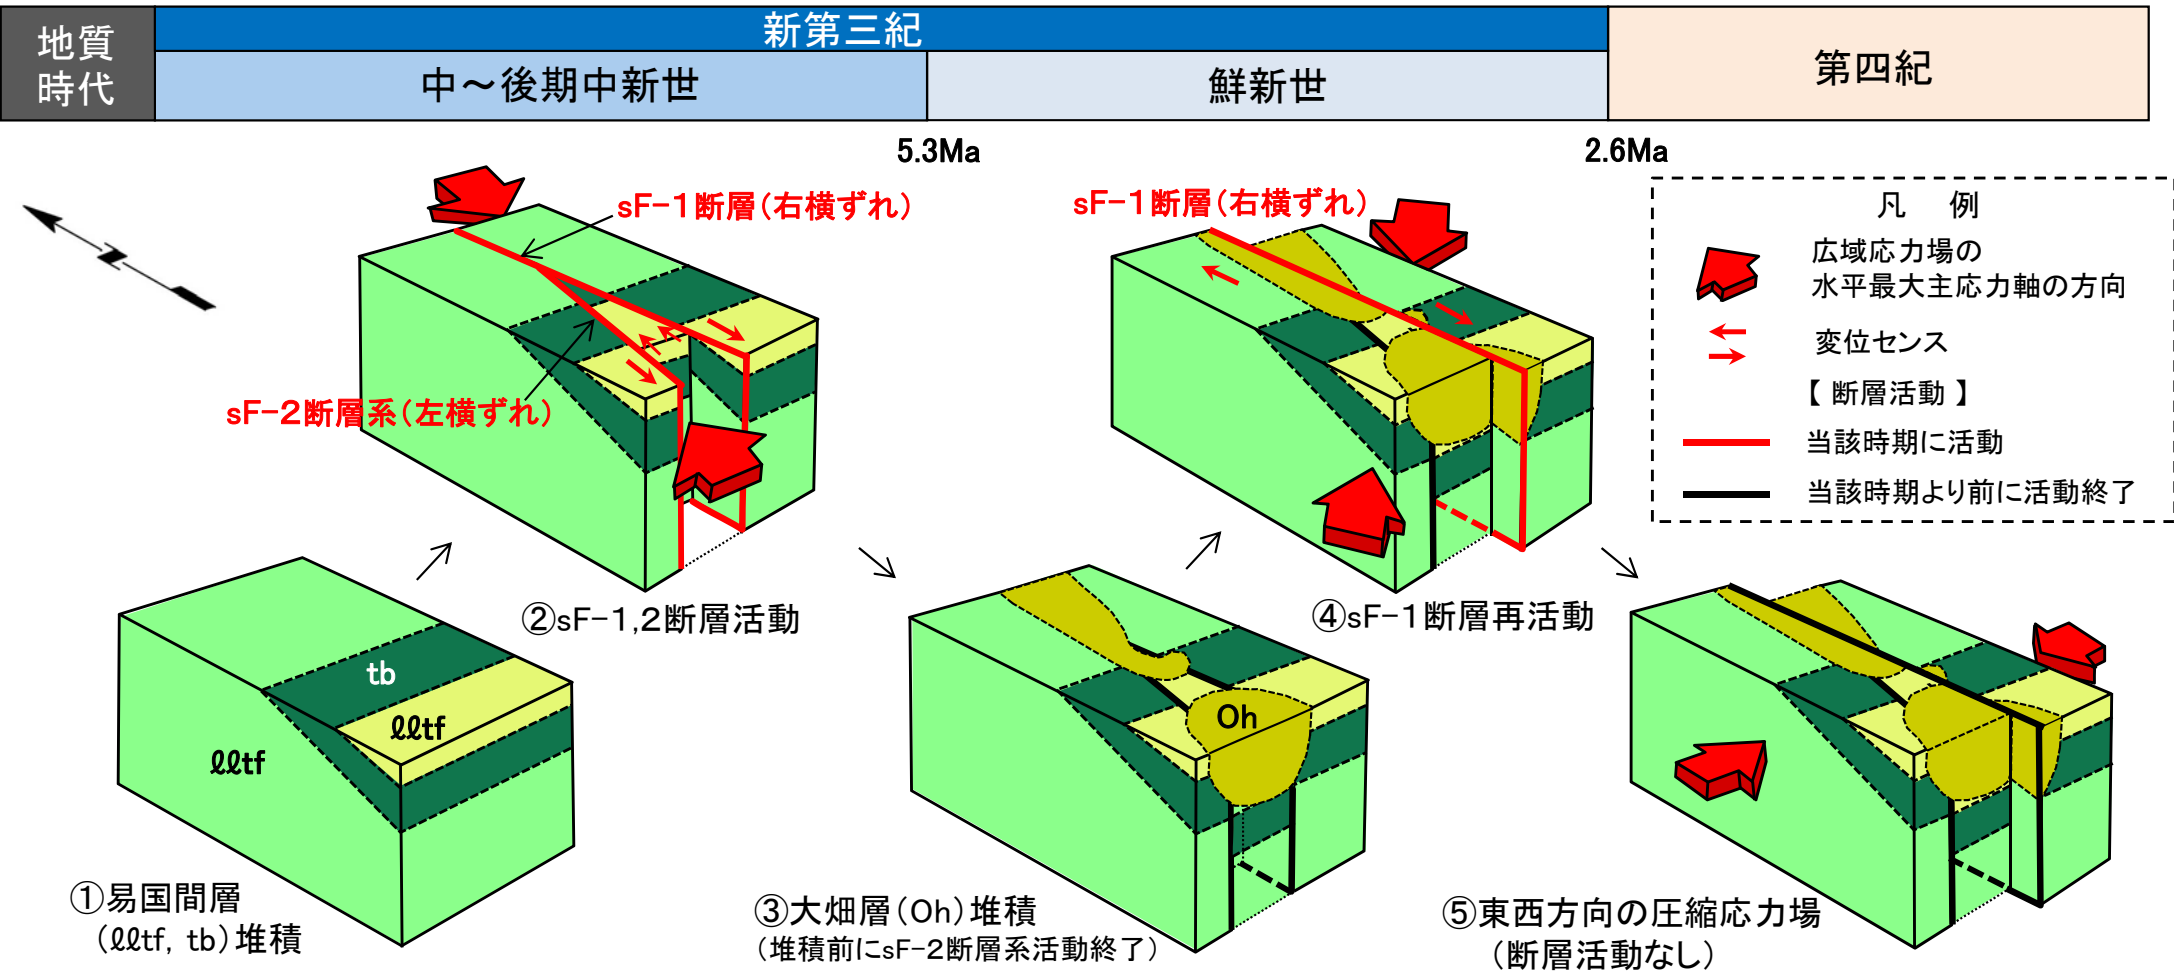 地質
時代
新第三紀
中～後期中新世
鮮新世
第四紀
5.3Ma
2.6Ma
N
sF-1断層（右横ずれ）
sF-2断層系（左横ずれ）
②sF-1,2断層活動
sF-1断層（右横ずれ）
④sF-1断層再活動
凡　例
広域応力場の
水平最大主応力軸の方向
変位センス
【 断層活動 】
当該時期に活動
当該時期より前に活動終了
tb
ℓℓtf
ℓℓtf
①易国間層
（ℓℓtf, tb）堆積
Oh
③大畑層（Oh）堆積
（堆積前にsF-2断層系活動終了）
⑤東西方向の圧縮応力場
（断層活動なし）